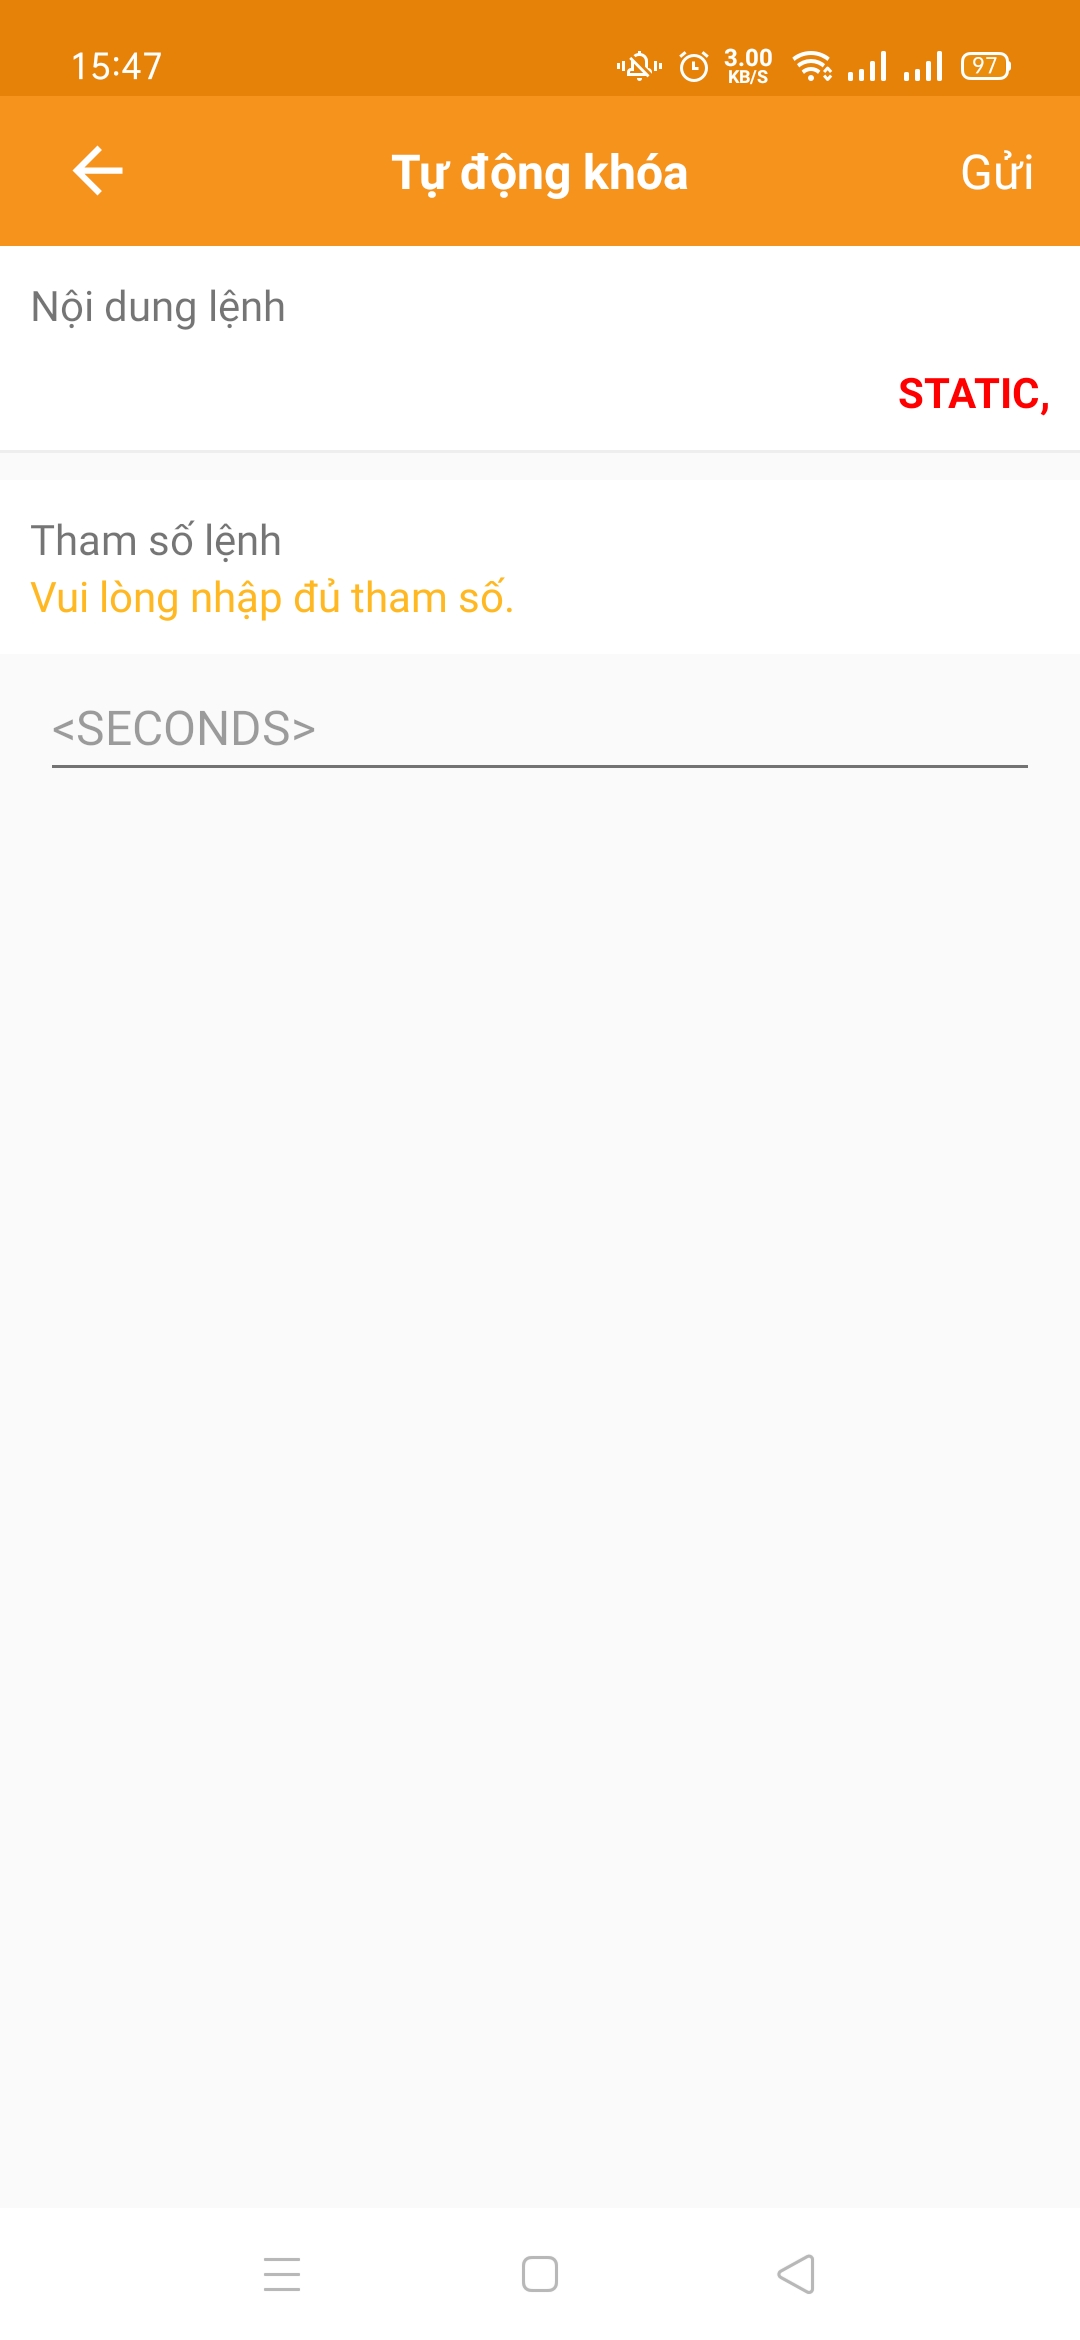 15:47
3.00
KB/S
97
Tự động khóa
Gửi
Nội dung lệnh
STATIC,
Tham số lệnh
Vui lòng nhập đủ tham số.
<SECONDS>